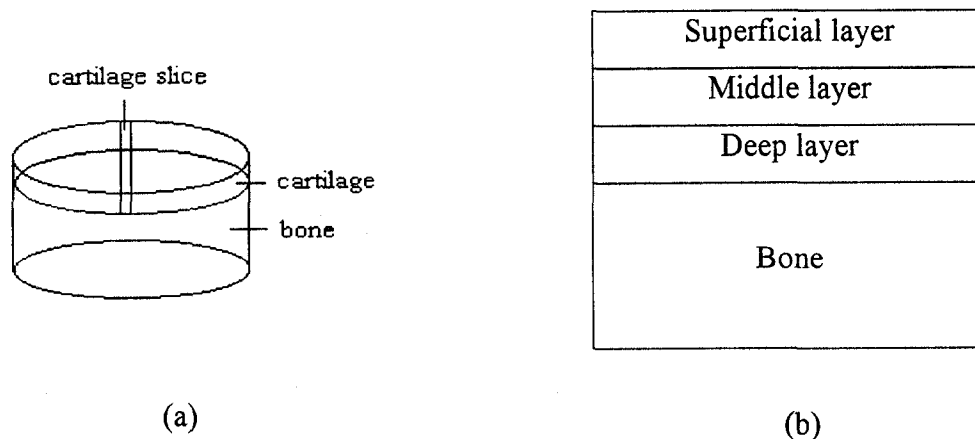 cartilage slice
cartilage
bone
(a)
Superficial layer
Middle layer
Deep layer
Bone
(b)